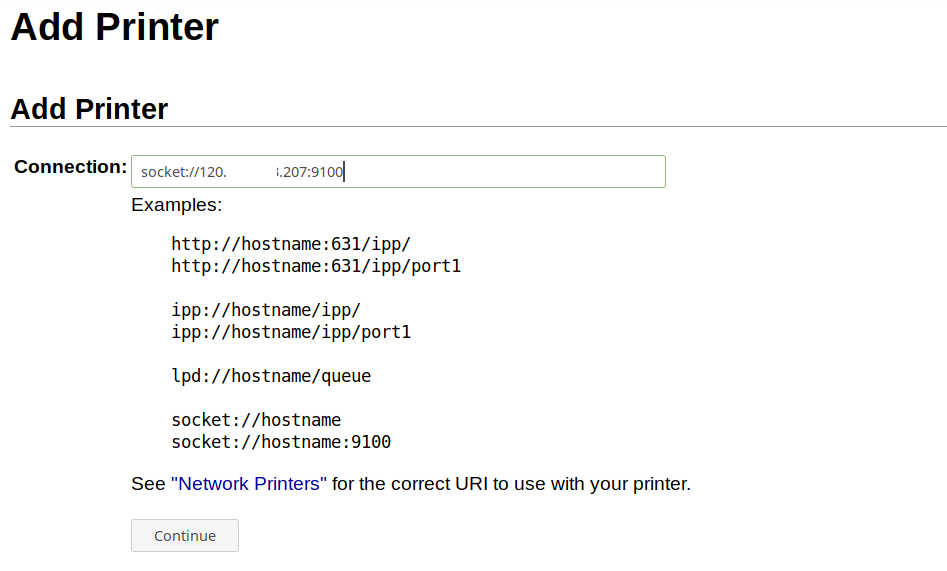 Add Printer
Add Printer
Connection: socket://120. .207:9100
Examples:
http://hostname:631/ipp/
http://hostname:631/ipp/port1
ipp://hostname/ipp/
ipp://hostname/ipp/port1
lpd://hostname/queue
socket://hostname
socket://hostname:9100
See "Network Printers" for the correct URI to use with your printer.
Continue